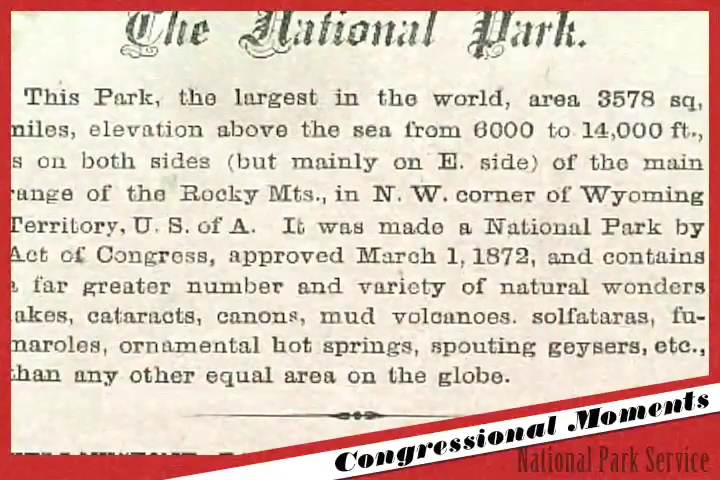 The National Park.
This Park, the largest in the world, area 3578 sq,
niles, elevation above the sea from 6000 to 14,000 ft.,
s on both sides (but mainly on E. side) of the main
ange of the Rocky Mts., in N. W. corner of Wyoming
Territory, U. S. of A. It was made a National Park by
Act of Congress, approved March 1, 1872, and contains
a far greater number and variety of natural wonders
akes, cataracts, canons, mud volcanoes. solfataras, fu-
naroles, ornamental hot springs, spouting geysers, etc.,
than any other equal area on the globe.
Congressional Moments
National Park Service